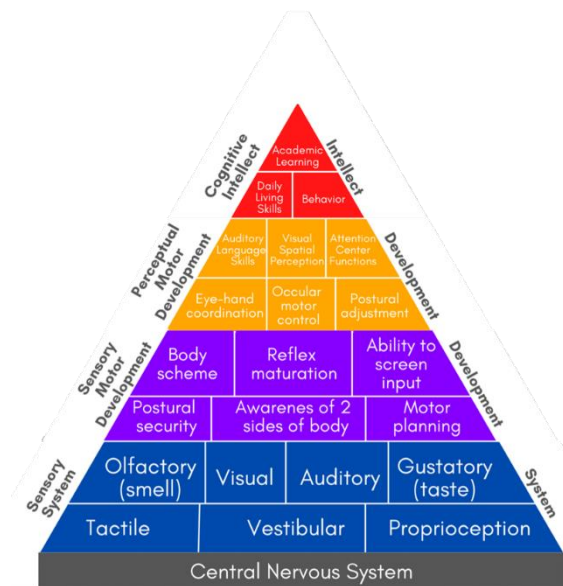 Cognitive
Intellect
Intellect
Academic
Learning
Daily
Living
Skills
Behavior
Perceptual
Motor
Development
Development
Auditory
Language
Skills
Visual
Spatial
Perception
Attention
Center
Functions
Eye-hand
coordination
Occular
motor
control
Postural
adjustment
Sensory
Motor
Development
Development
Body
scheme
Reflex
maturation
Ability to
screen
input
Postural
security
Awarenes of 2
sides of body
Motor
planning
Sensory
System
System
Olfactory
(smell)
Visual
Auditory
Gustatory
(taste)
Tactile
Vestibular
Proprioception
Central Nervous System